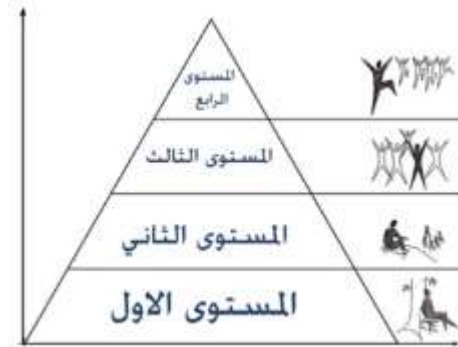 المستوى
الرابع
المستوى الثالث
المستوى الثاني
المستوى الاول